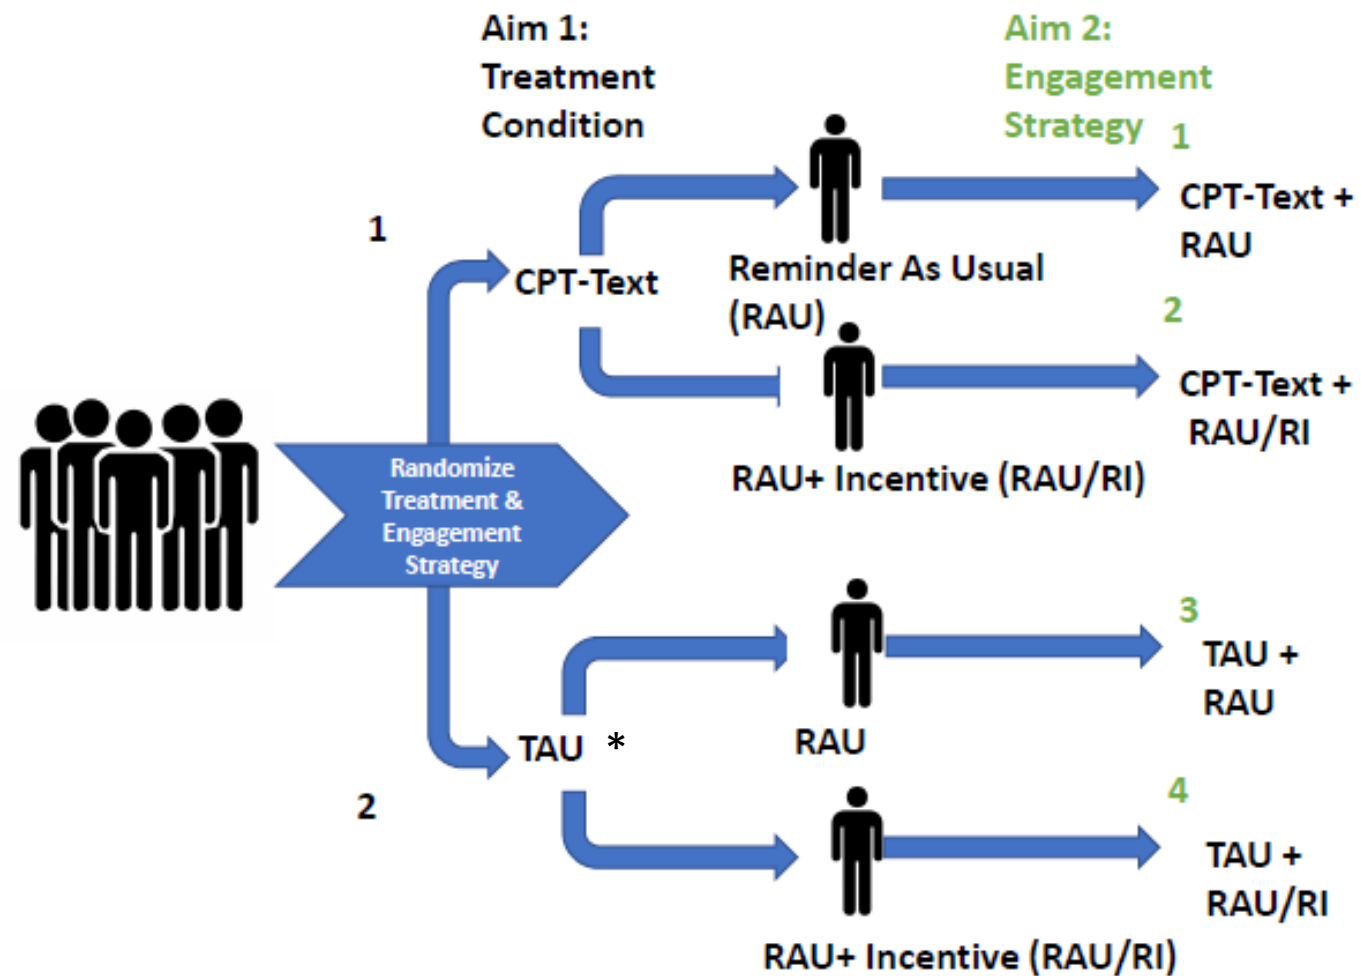 Aim 1:
Treatment
Condition
Aim 2:
Engagement
Strategy
1
CPT-Text
Reminder As Usual
(RAU)
1
CPT-Text +
RAU
RAU+ Incentive (RAU/RI)
2
CPT-Text +
RAU/RI
Randomize
Treatment &
Engagement
Strategy
2
TAU *
RAU
3
TAU +
RAU
RAU+ Incentive (RAU/RI)
4
TAU +
RAU/RI